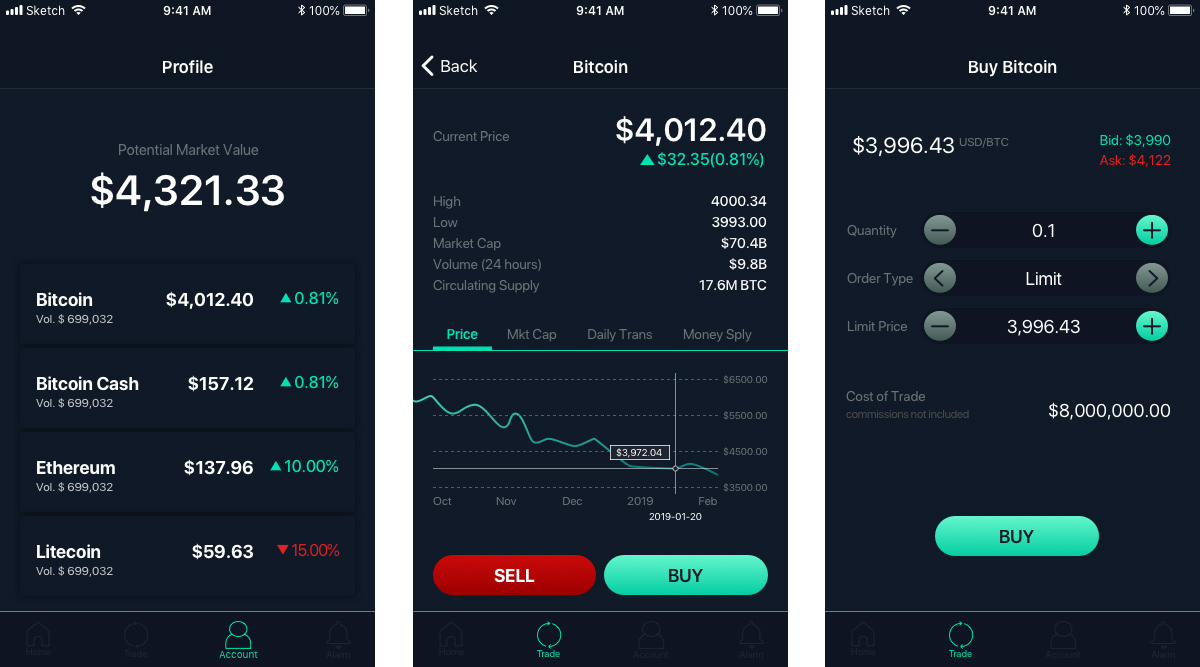 Sketch 9:41 AM 100%
Profile
Potential Market Value
$4,321.33
Bitcoin $4,012.40 ▲0.81%
Vol. $ 699,032
Bitcoin Cash $157.12 ▲0.81%
Vol. $ 699,032
Ethereum $137.96 ▲10.00%
Vol. $ 699,032
Litecoin $59.63 ▼15.00%
Vol. $ 699,032
Home Trade Account Alarm
Sketch 9:41 AM 100%
Back Bitcoin
Current Price $4,012.40
▲$32.35(0.81%)
High 4000.34
Low 3993.00
Market Cap $70.4B
Volume (24 hours) $9.8B
Circulating Supply 17.6M BTC
Price Mkt Cap Daily Trans Money Sply
$6500.00
$5500.00
$4500.00
$3972.04
$3500.00
Oct Nov Dec 2019 Feb
2019-01-20
SELL BUY
Home Trade Account Alarm
Sketch 9:41 AM 100%
Buy Bitcoin
$3,996.43 USD/BTC Bid: $3,990
Ask: $4,122
Quantity 0.1
Order Type Limit
Limit Price 3,996.43
Cost of Trade $8,000,000.00
commissions not included
BUY
Home Trade Account Alarm